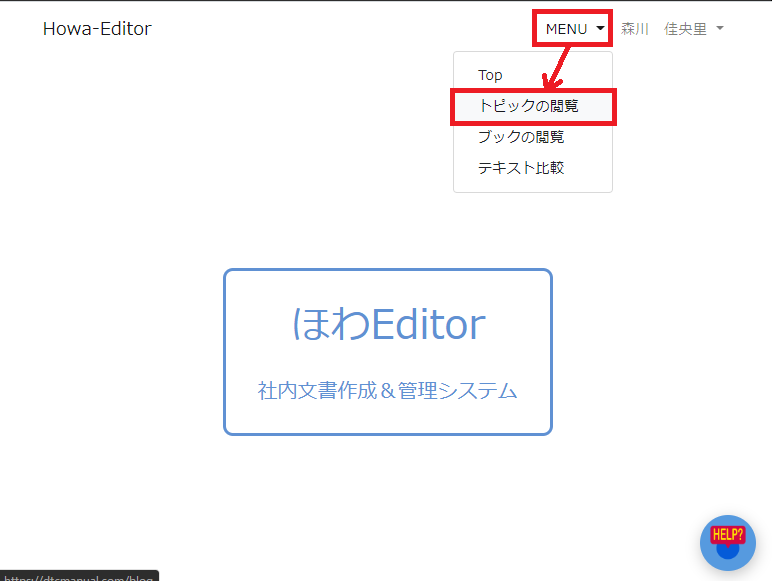 Howa-Editor
MENU
森川 佳央里
Top
トピックの閲覧
ブックの閲覧
テキスト比較
ほわEditor
社内文書作成＆管理システム
HELP?
https://dtcmanual.com/blog